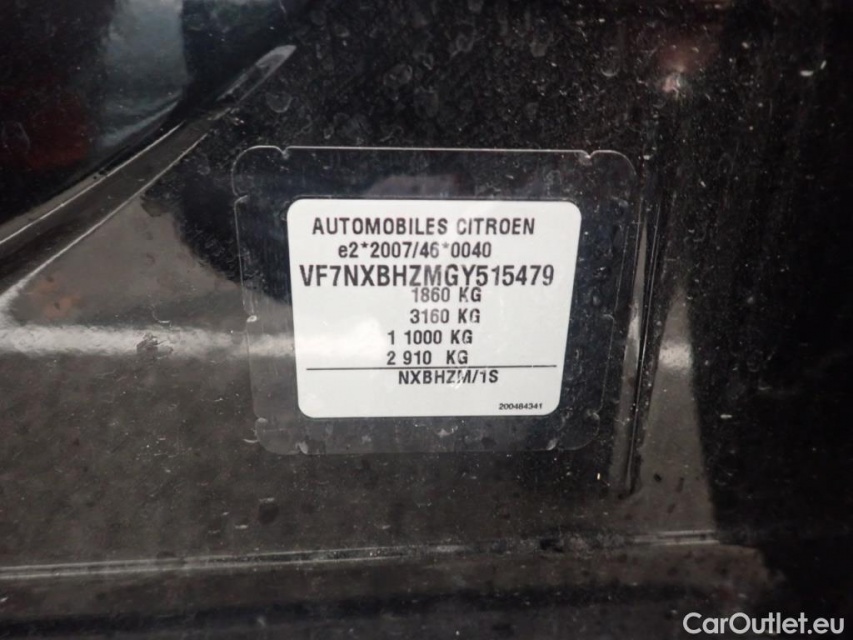 AUTOMOBILES CITROEN
e2*2007/46*0040
VF7NXBHZMGY515479
1860 KG
3160 KG
1 1000 KG
2 910 KG
NXBHZM/1S
200484341
CarOutlet.eu